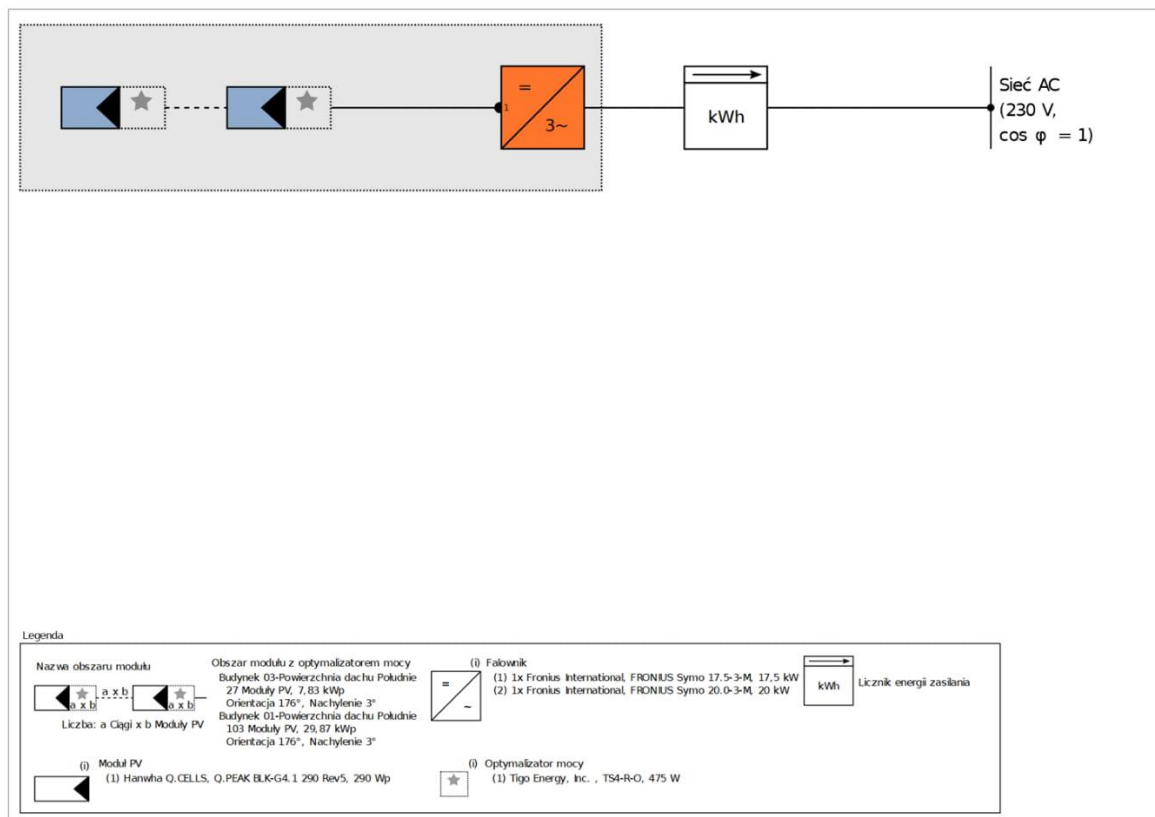 =
1
3~
kWh
Sieć AC
(230 V,
cos φ = 1)
Legenda
Nazwa obszaru modułu
a x b
a x b
a x b
Liczba: a Ciągi x b Moduły PV
Obszar modułu z optymalizatorem mocy
Budynek 03-Powierzchnia dachu Południe
27 Moduły PV, 7,83 kWp
Orientacja 176°, Nachylenie 3°
Budynek 01-Powierzchnia dachu Południe
103 Moduły PV, 29,87 kWp
Orientacja 176°, Nachylenie 3°
=
~
(i) Falownik
(1) 1x Fronius International, FRONIUS Symo 17.5-3-M, 17,5 kW
(2) 1x Fronius International, FRONIUS Symo 20.0-3-M, 20 kW
kWh
Licznik energii zasilania
(i) Moduł PV
(1) Hanwha Q.CELLS, Q.PEAK BLK-G4.1 290 Rev5, 290 Wp
(i) Optymalizator mocy
(1) Tigo Energy, Inc. , TS4-R-O, 475 W